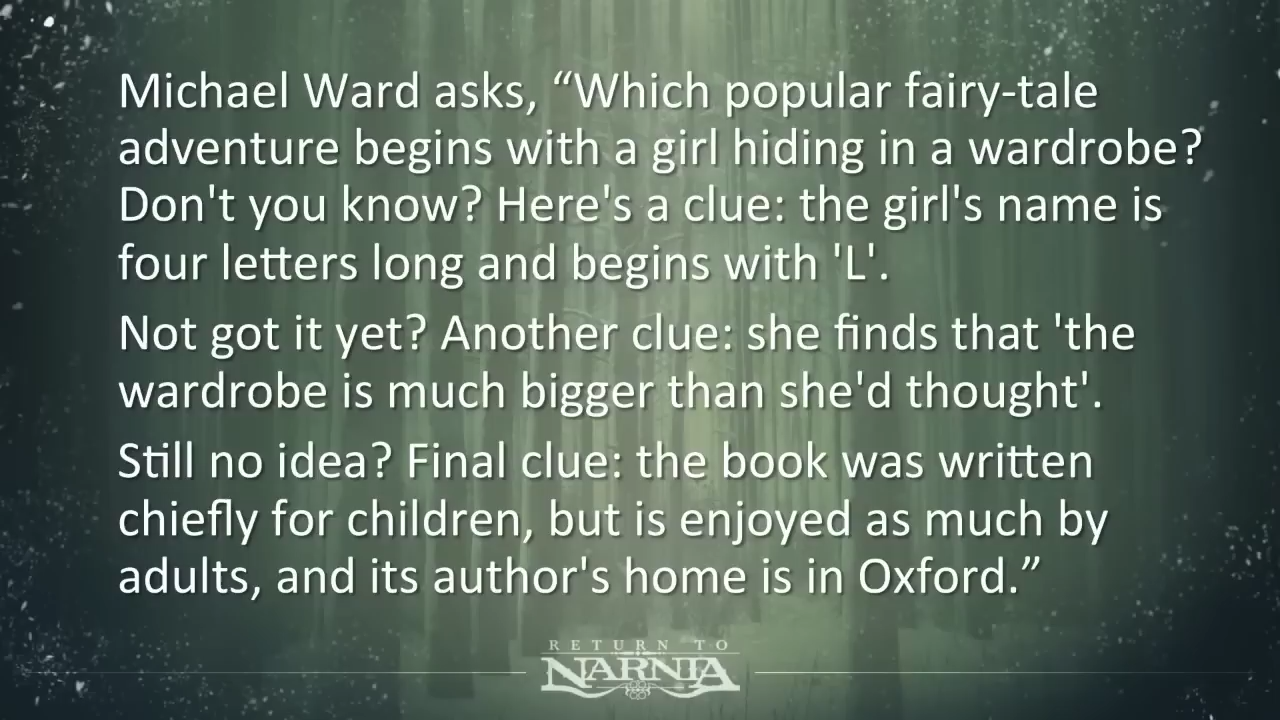 Michael Ward asks, “Which popular fairy-tale
adventure begins with a girl hiding in a wardrobe?
Don't you know? Here's a clue: the girl's name is
four letters long and begins with 'L'.
Not got it yet? Another clue: she finds that 'the
wardrobe is much bigger than she'd thought'.
Still no idea? Final clue: the book was written
chiefly for children, but is enjoyed as much by
adults, and its author's home is in Oxford.”
RETURN TO
NARNIA